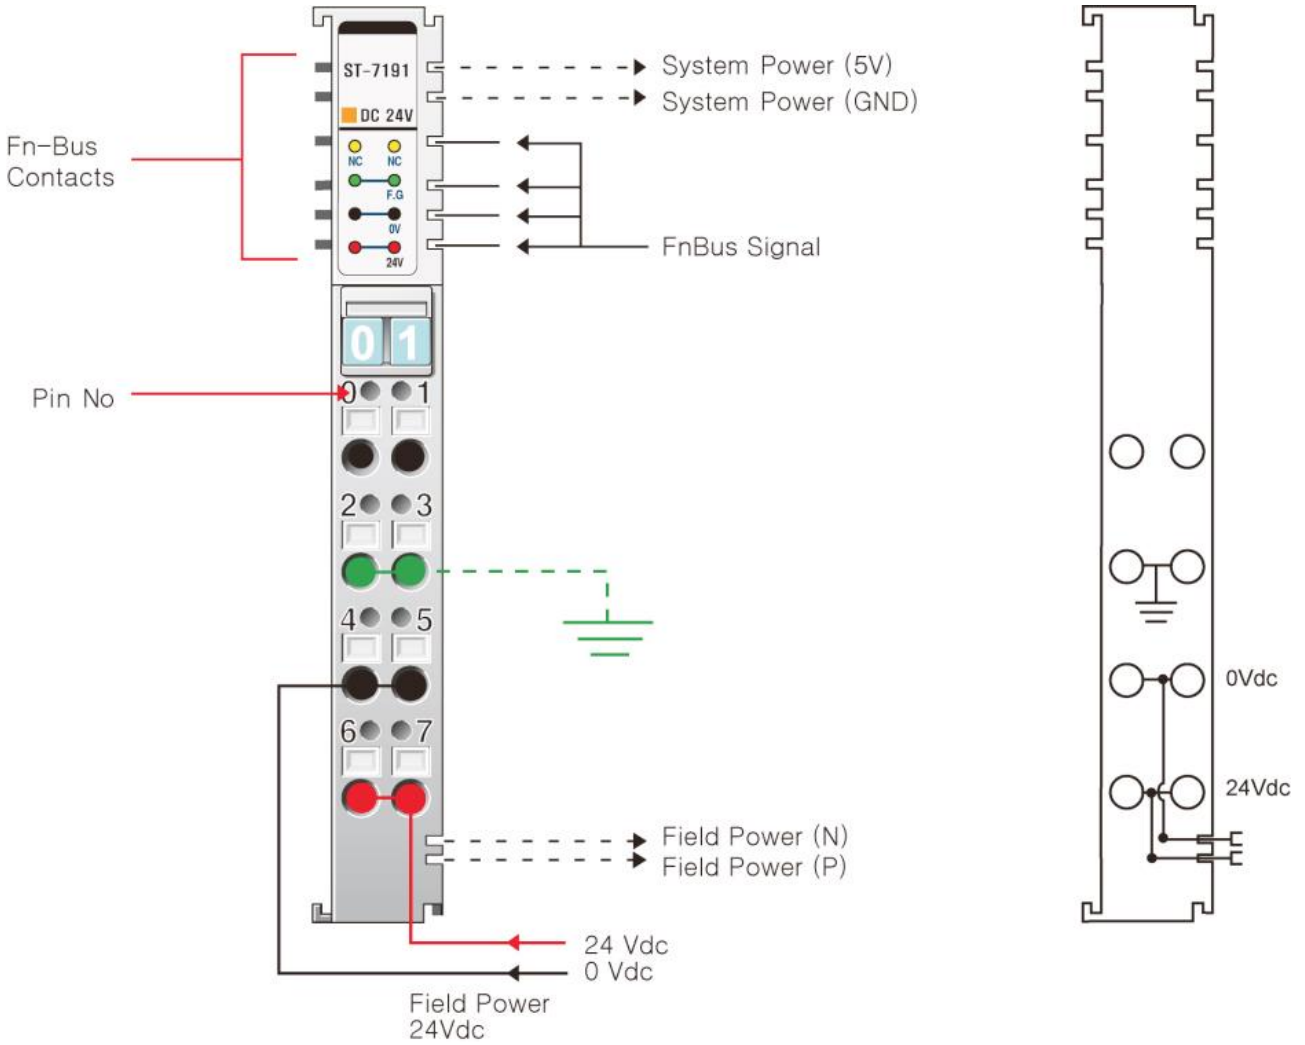 ST-7191
DC 24V
NC NC
F.G
0V
24V
System Power (5V)
System Power (GND)
Fn-Bus
Contacts
FnBus Signal
01
Pin No
0 1
2 3
4 5
6 7
0Vdc
24Vdc
Field Power (N)
Field Power (P)
24 Vdc
0 Vdc
Field Power
24Vdc